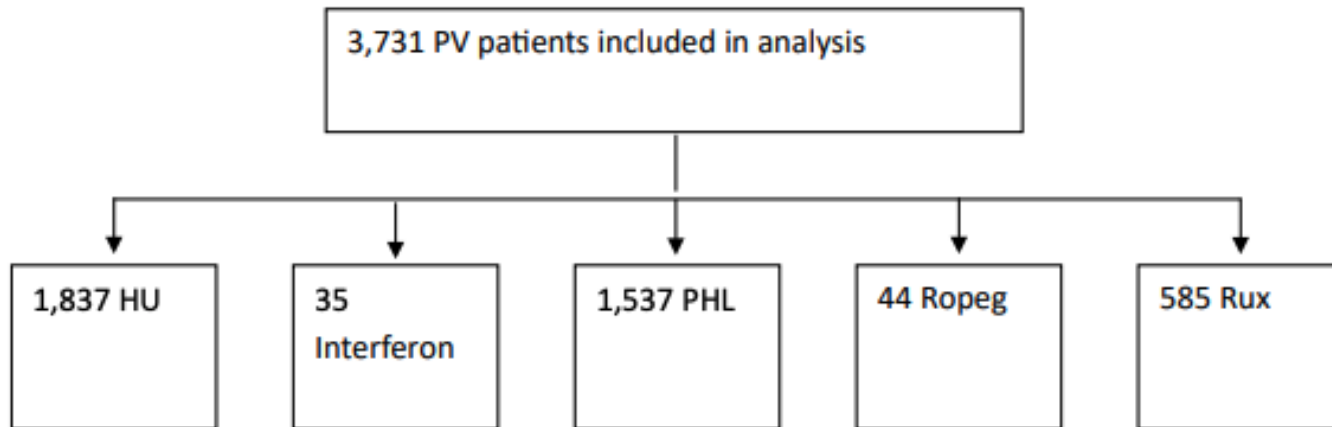 3,731 PV patients included in analysis
1,837 HU
35
Interferon
1,537 PHL
44 Ropeg
585 Rux